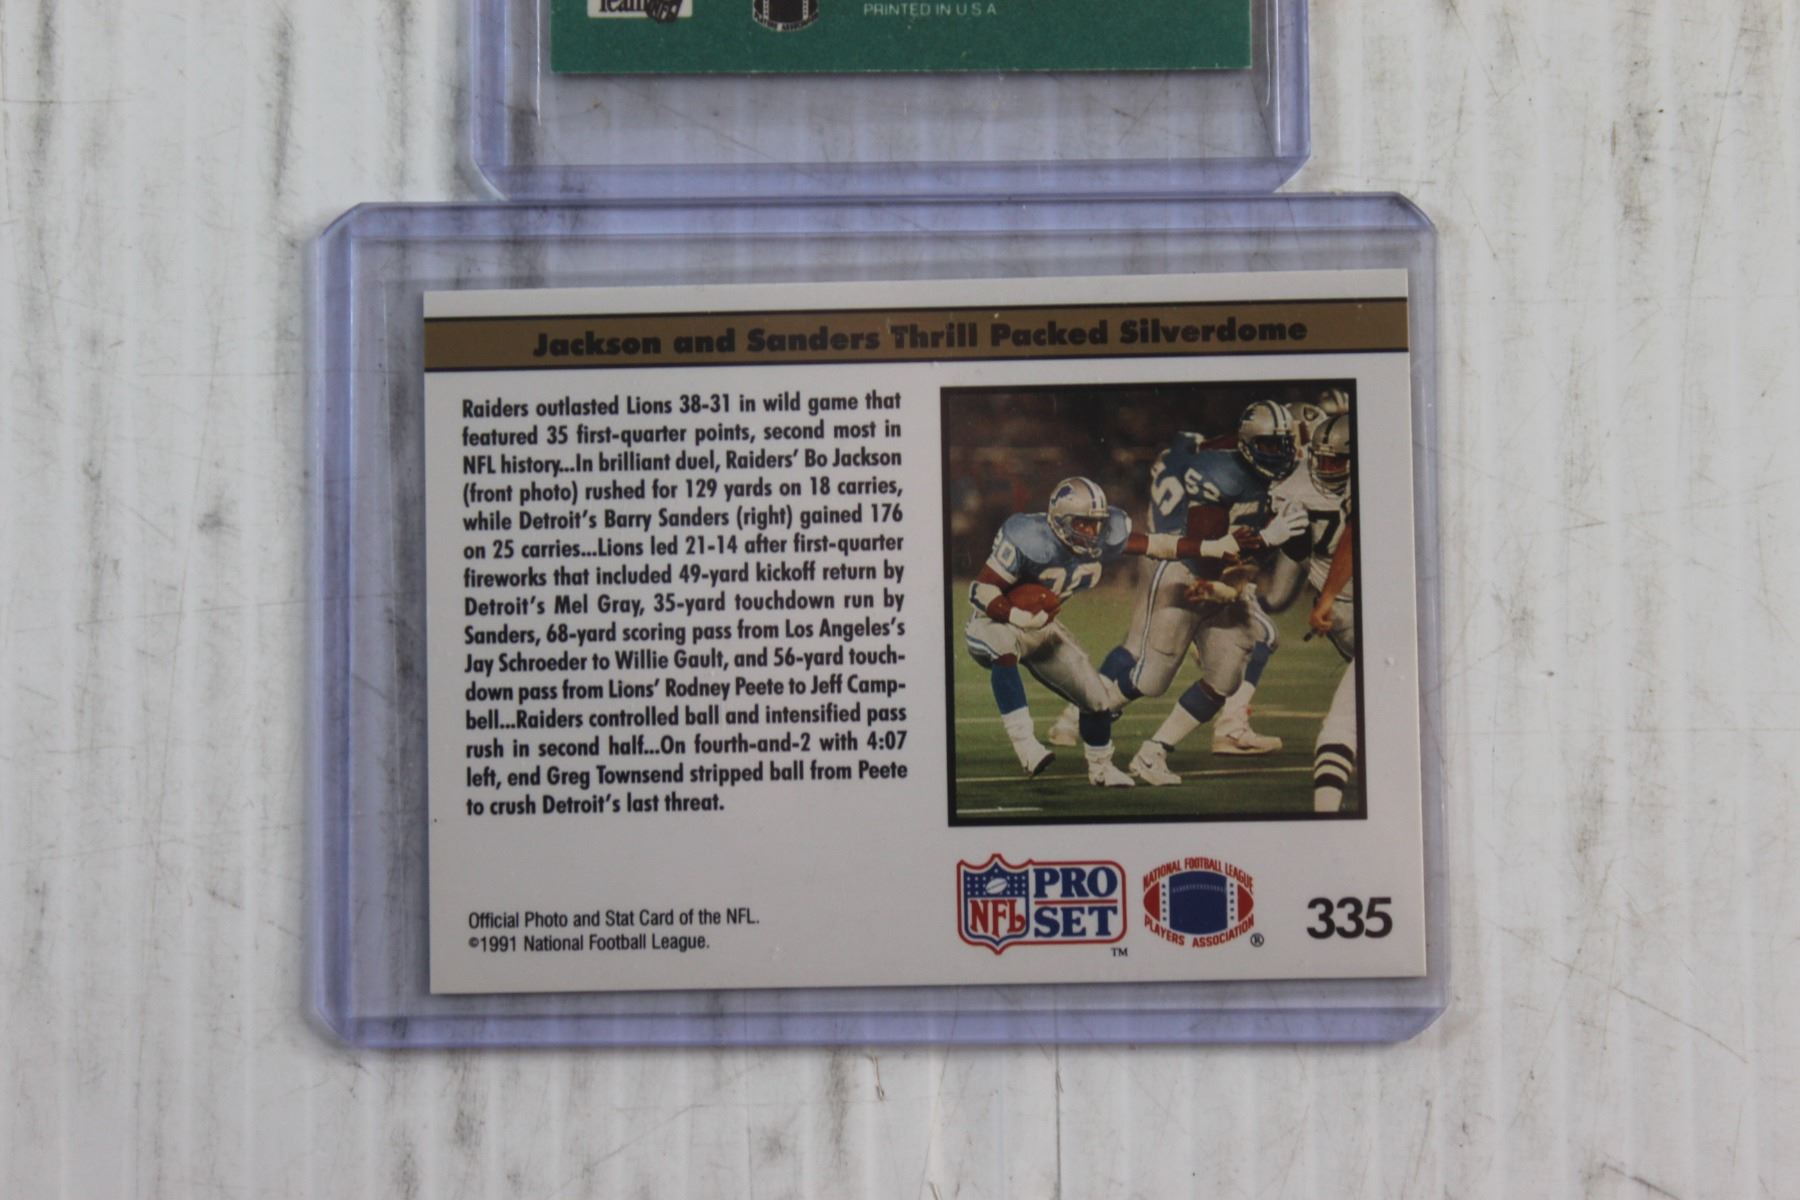 Team NFL
PRINTED IN U S A
Jackson and Sanders Thrill Packed Silverdome
Raiders outlasted Lions 38-31 in wild game that
featured 35 first-quarter points, second most in
NFL history...In brilliant duel, Raiders' Bo Jackson
(front photo) rushed for 129 yards on 18 carries,
while Detroit's Barry Sanders (right) gained 176
on 25 carries...Lions led 21-14 after first-quarter
fireworks that included 49-yard kickoff return by
Detroit's Mel Gray, 35-yard touchdown run by
Sanders, 68-yard scoring pass from Los Angeles's
Jay Schroeder to Willie Gault, and 56-yard touch-
down pass from Lions' Rodney Peete to Jeff Camp-
bell...Raiders controlled ball and intensified pass
rush in second half...On fourth-and-2 with 4:07
left, end Greg Townsend stripped ball from Peete
to crush Detroit's last threat.
20
20
52
7
Official Photo and Stat Card of the NFL.
©1991 National Football League.
NFL
PRO
SET
TM
NATIONAL FOOTBALL LEAGUE
PLAYERS ASSOCIATION
®
335